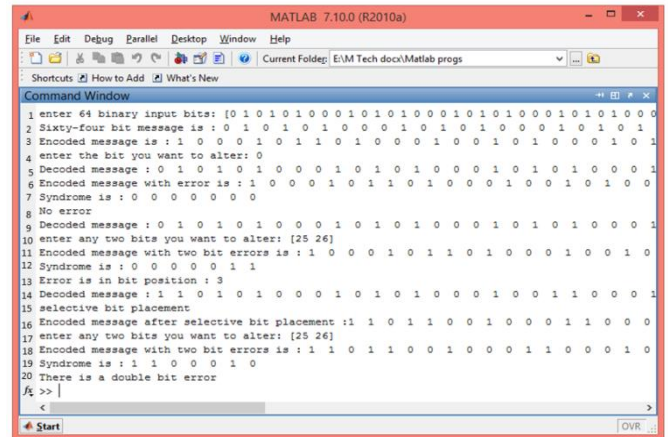 MATLAB 7.10.0 (R2010a)
File Edit Debug Parallel Desktop Window Help
Current Folder: E:\M Tech docx\Matlab progs
Shortcuts How to Add What's New
Command Window
1 enter 64 binary input bits: [0 1 0 1 0 1 0 0 0 1 0 1 0 1 0 0 0 1 0 1 0 1 0 0 0 1 0 1 0 1 0 0 0
2 Sixty-four bit message is : 0 1 0 1 0 1 0 0 0 1 0 1 0 1 0 0 0 1 0 1 0 1
3 Encoded message is : 1 0 0 0 1 0 1 1 0 1 0 0 0 1 0 1 0 1 0 0 0 1 0 1
4 enter the bit you want to alter: 0
5 Decoded message : 0 1 0 1 0 1 0 0 0 1 0 1 0 1 0 0 0 1 0 1 0 1 0 0 0 1
6 Encoded message with error is : 1 0 0 0 1 0 1 1 0 1 0 0 0 1 0 0 1 0 1 0 0
7 Syndrome is : 0 0 0 0 0 0 0
8 No error
9 Decoded message : 0 1 0 1 0 1 0 0 0 1 0 1 0 1 0 0 0 1 0 1 0 1 0 0 0 1
10 enter any two bits you want to alter: [25 26]
11 Encoded message with two bit errors is : 1 0 0 0 1 0 1 1 0 1 0 0 0 1 0 0 1 0
12 Syndrome is : 0 0 0 0 0 1 1
13 Error is in bit position : 3
14 Decoded message : 1 1 0 1 0 1 0 0 0 1 0 1 0 1 0 0 0 1 0 0 1 1 0 0 0 1
15 selective bit placement
16 Encoded message after selective bit placement :1 1 0 1 1 0 0 1 0 0 0 1 1 0 0 0
17 enter any two bits you want to alter: [25 26]
18 Encoded message with two bit errors is : 1 1 0 1 1 0 0 1 0 0 0 1 1 0 0 0 1 0
19 Syndrome is : 1 1 0 0 0 1 0
20 There is a double bit error
fx >>
Start OVR